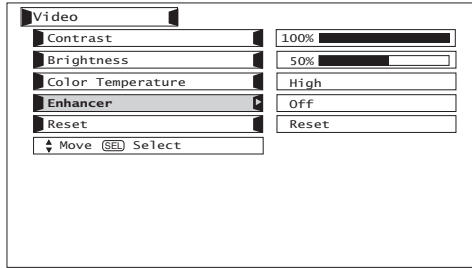 Video
Contrast 100%
Brightness 50%
Color Temperature High
Enhancer Off
Reset Reset
Move SEL Select